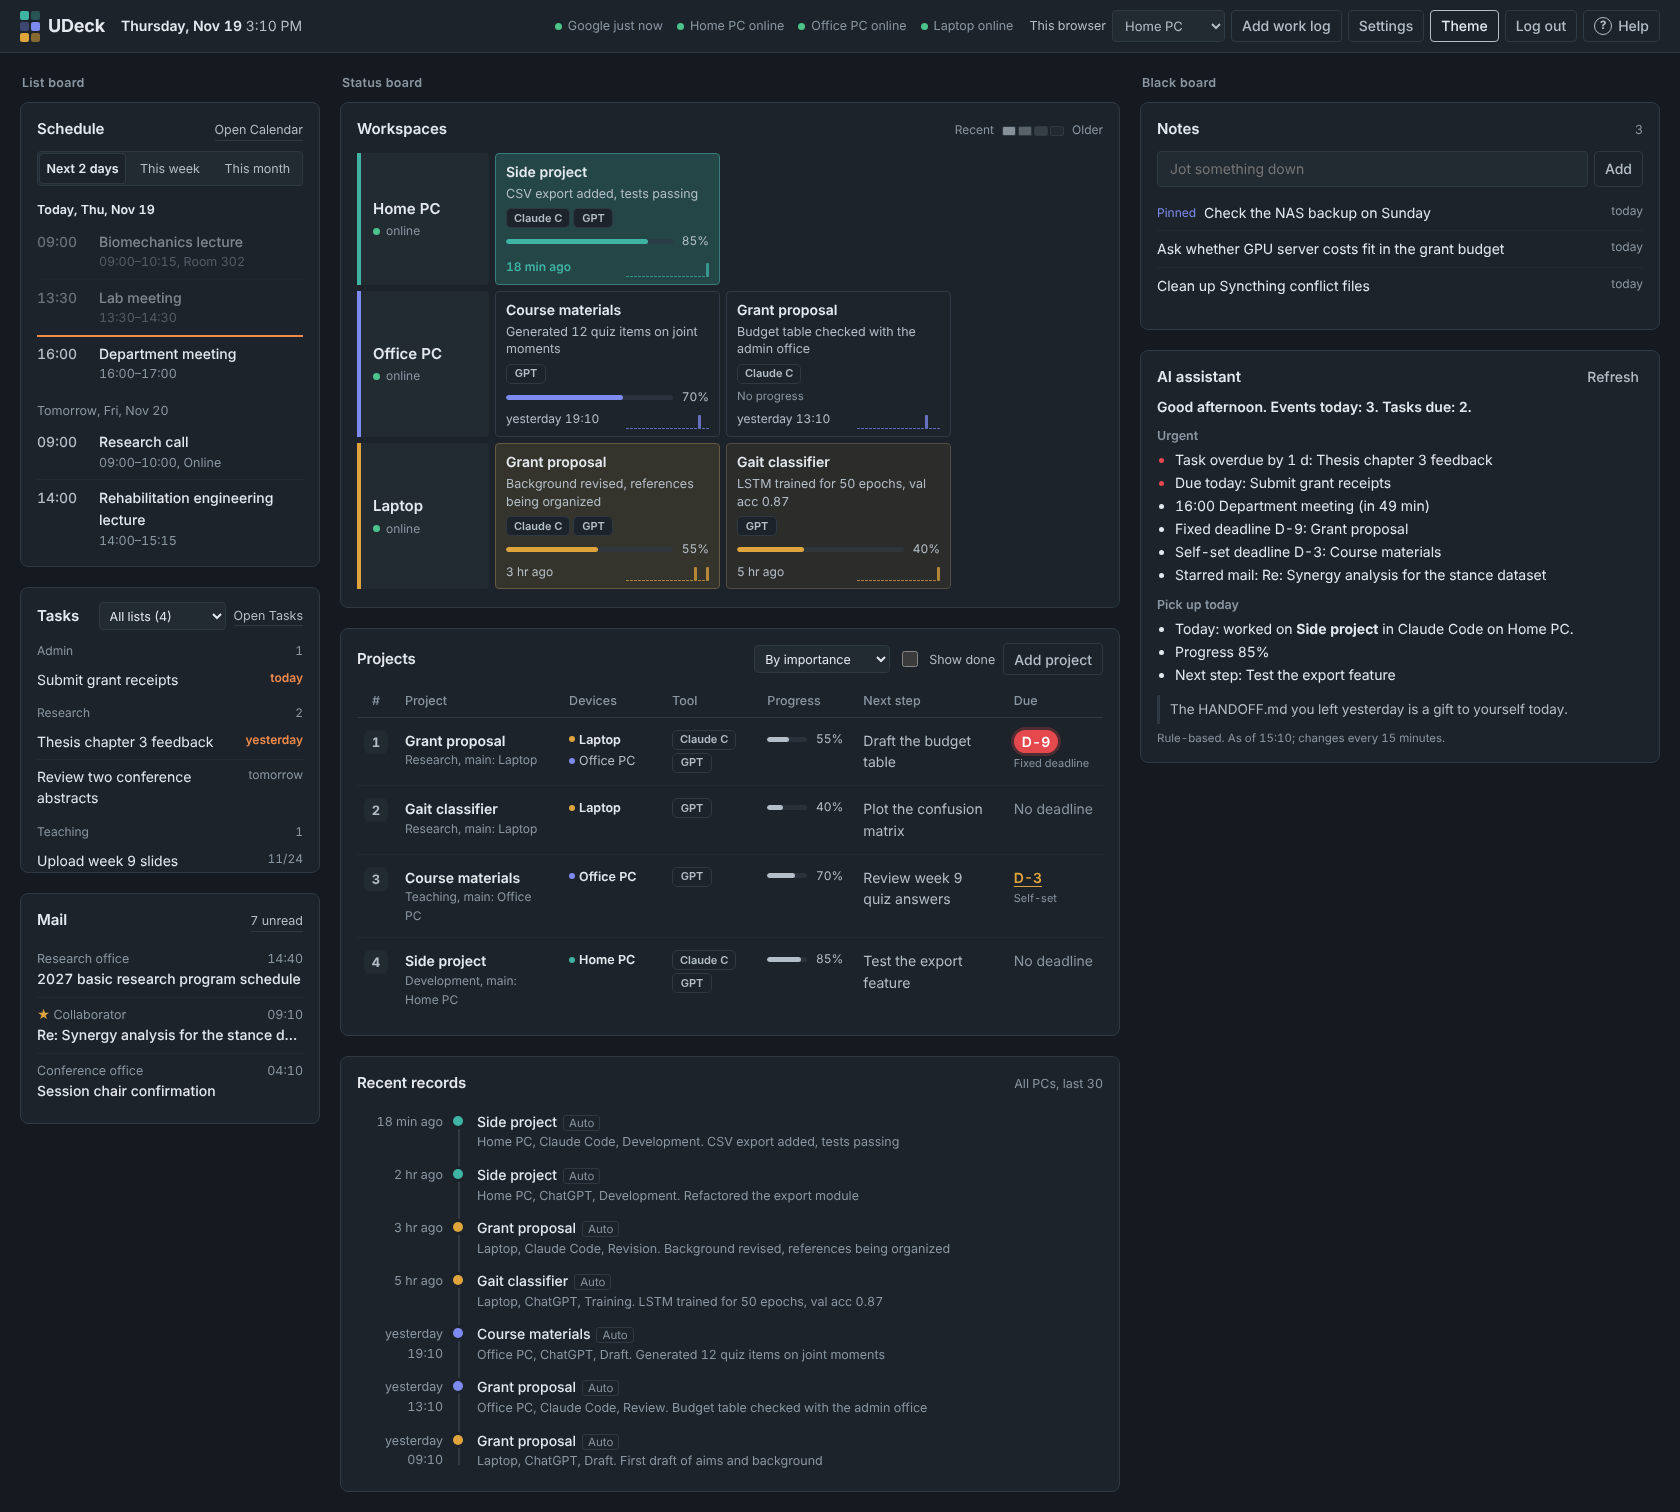 UDeck Thursday, Nov 19 3:10 PM
Google just now Home PC online Office PC online Laptop online This browser Home PC Add work log Settings Theme Log out ? Help
List board
Schedule Open Calendar
Next 2 days This week This month
Today, Thu, Nov 19
09:00 Biomechanics lecture
09:00–10:15, Room 302
13:30 Lab meeting
13:30–14:30
16:00 Department meeting
16:00–17:00
Tomorrow, Fri, Nov 20
09:00 Research call
09:00–10:00, Online
14:00 Rehabilitation engineering
lecture
14:00–15:15
Tasks All lists (4) Open Tasks
Admin 1
Submit grant receipts today
Research 2
Thesis chapter 3 feedback yesterday
Review two conference tomorrow
abstracts
Teaching 1
Upload week 9 slides 11/24
Mail 7 unread
Research office 14:40
2027 basic research program schedule
★ Collaborator 09:10
Re: Synergy analysis for the stance d...
Conference office 04:10
Session chair confirmation
Status board
Workspaces Recent Older
Home PC
online
Side project
CSV export added, tests passing
Claude C GPT
85%
18 min ago
Office PC
online
Course materials
Generated 12 quiz items on joint
moments
GPT
70%
yesterday 19:10
Grant proposal
Budget table checked with the
admin office
Claude C
No progress
yesterday 13:10
Laptop
online
Grant proposal
Background revised, references
being organized
Claude C GPT
55%
3 hr ago
Gait classifier
LSTM trained for 50 epochs, val
acc 0.87
GPT
40%
5 hr ago
Projects By importance Show done Add project
# Project Devices Tool Progress Next step Due
1 Grant proposal Laptop Claude C 55% Draft the budget D-9
Research, main: Laptop Office PC GPT table Fixed deadline
2 Gait classifier Laptop GPT 40% Plot the confusion No deadline
Research, main: Laptop matrix
3 Course materials Office PC GPT 70% Review week 9 D-3
Teaching, main: Office quiz answers Self-set
PC
4 Side project Home PC Claude C 85% Test the export No deadline
Development, main: GPT feature
Home PC
Recent records All PCs, last 30
18 min ago Side project Auto
Home PC, Claude Code, Development. CSV export added, tests passing
2 hr ago Side project Auto
Home PC, ChatGPT, Development. Refactored the export module
3 hr ago Grant proposal Auto
Laptop, Claude Code, Revision. Background revised, references being organized
5 hr ago Gait classifier Auto
Laptop, ChatGPT, Training. LSTM trained for 50 epochs, val acc 0.87
yesterday Course materials Auto
19:10 Office PC, ChatGPT, Draft. Generated 12 quiz items on joint moments
yesterday Grant proposal Auto
13:10 Office PC, Claude Code, Review. Budget table checked with the admin office
yesterday Grant proposal Auto
09:10 Laptop, ChatGPT, Draft. First draft of aims and background
Black board
Notes 3
Jot something down Add
Pinned Check the NAS backup on Sunday today
Ask whether GPU server costs fit in the grant budget today
Clean up Syncthing conflict files today
AI assistant Refresh
Good afternoon. Events today: 3. Tasks due: 2.
Urgent
• Task overdue by 1 d: Thesis chapter 3 feedback
• Due today: Submit grant receipts
• 16:00 Department meeting (in 49 min)
• Fixed deadline D-9: Grant proposal
• Self-set deadline D-3: Course materials
• Starred mail: Re: Synergy analysis for the stance dataset
Pick up today
• Today: worked on Side project in Claude Code on Home PC.
• Progress 85%
• Next step: Test the export feature
The HANDOFF.md you left yesterday is a gift to yourself today.
Rule-based. As of 15:10; changes every 15 minutes.